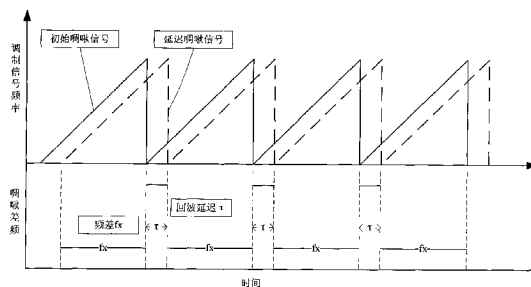 初始啁啾信号
延迟啁啾信号
调制信号频率
啁啾差频
频差fx
回波延迟 τ
τ
τ
τ
fx
fx
fx
fx
时间